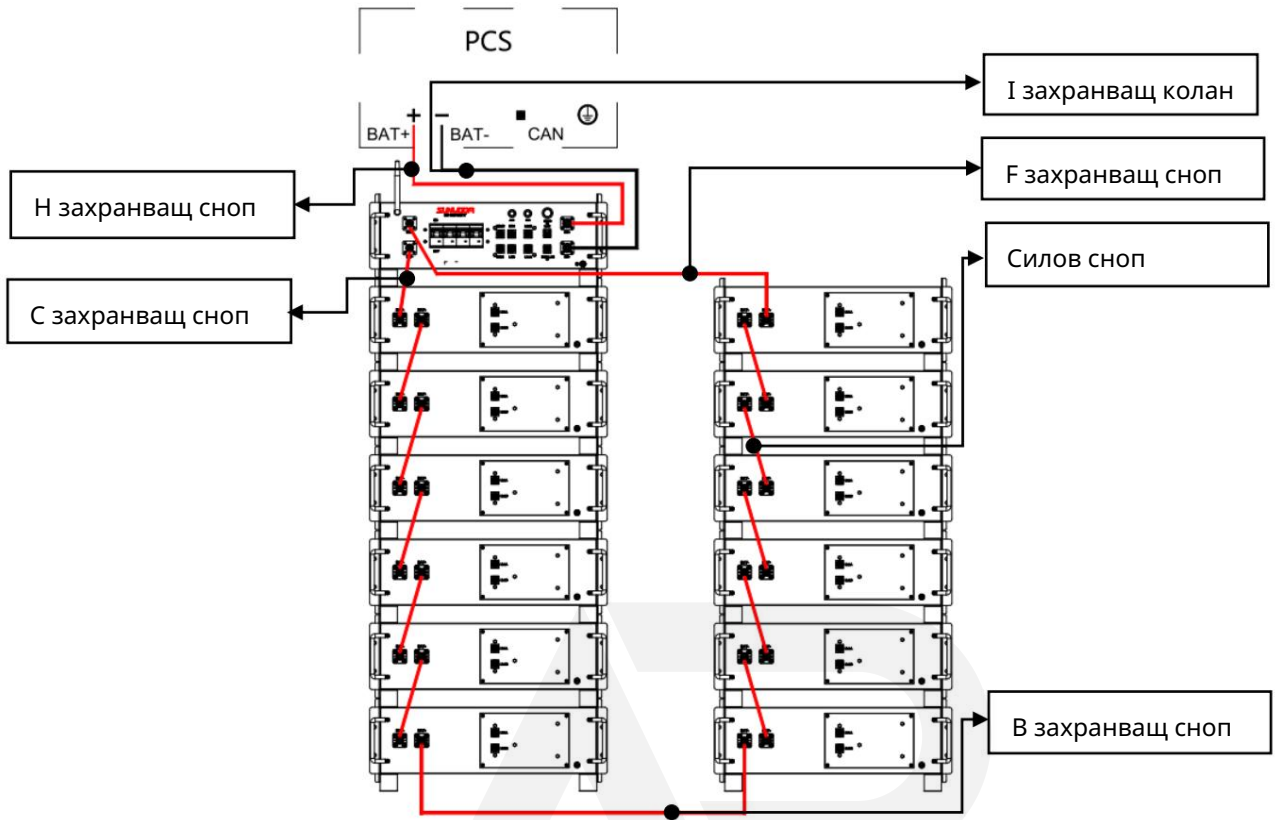 PCS
+ −
BAT+ BAT- CAN
I захранващ колан
F захранващ сноп
H захранващ сноп
Силов сноп
C захранващ сноп
B захранващ сноп